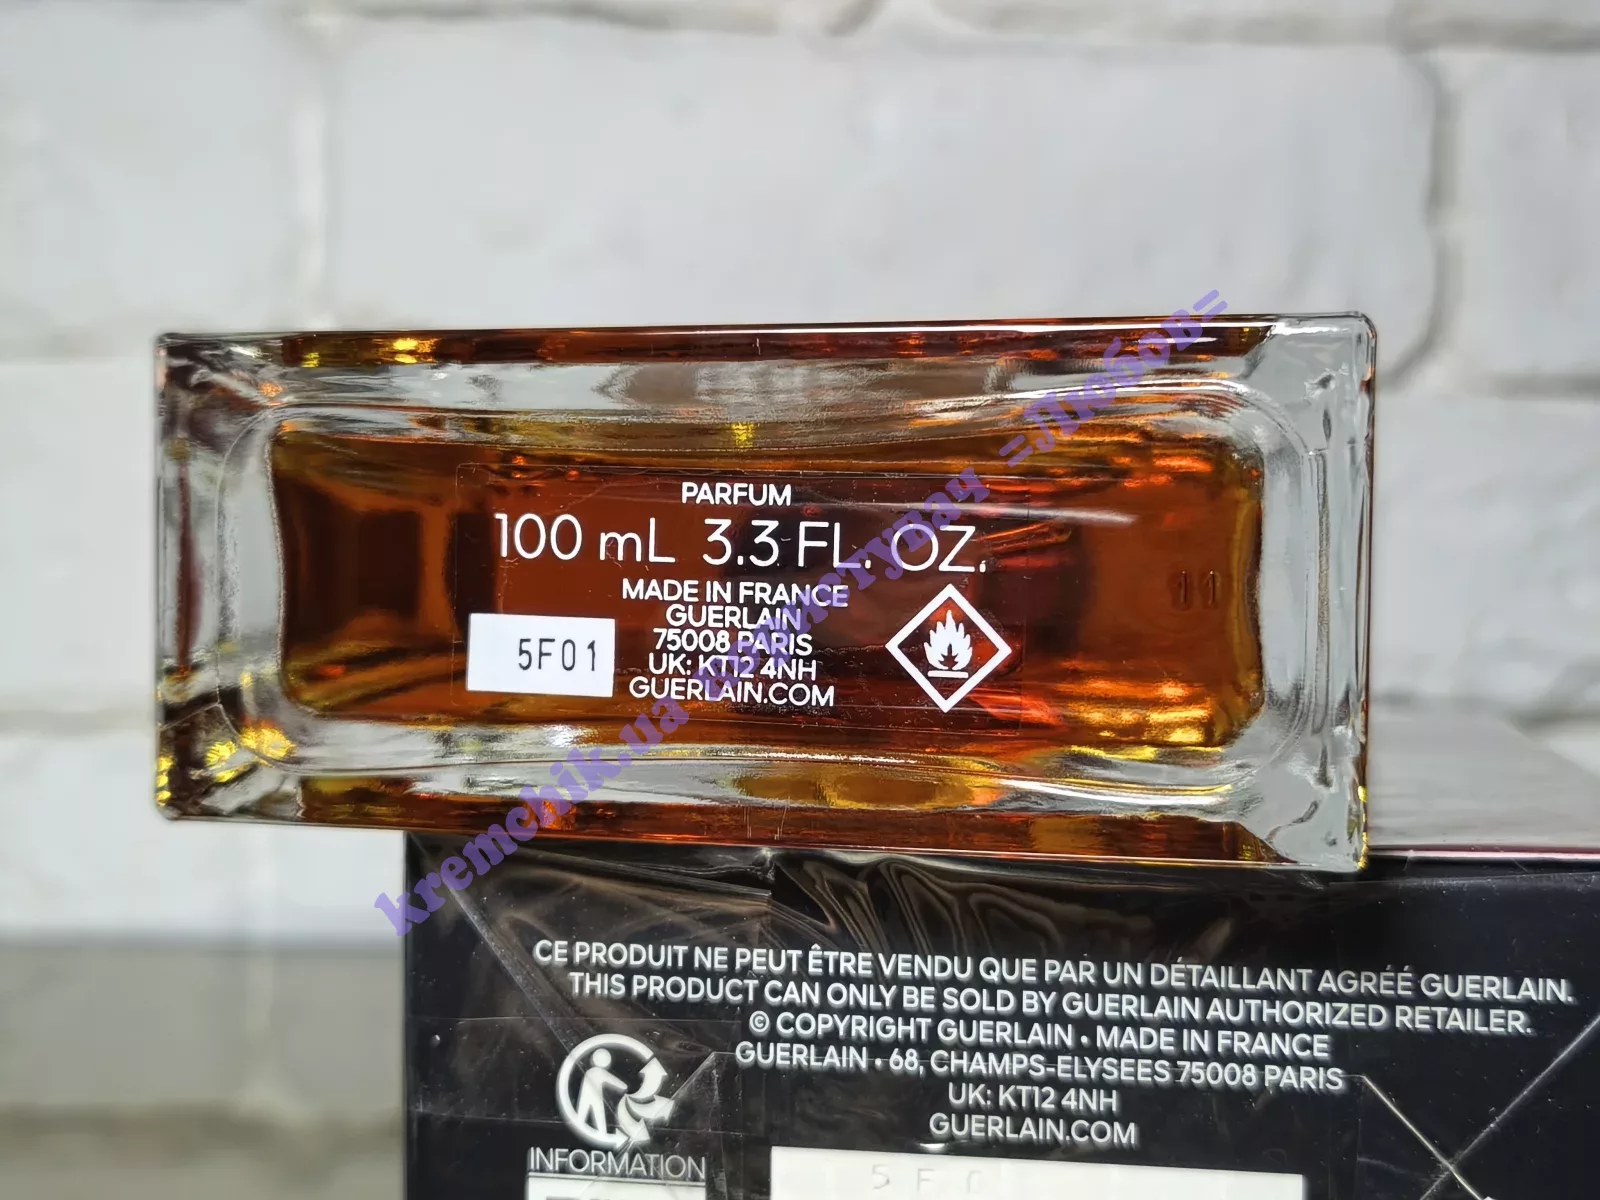 PARFUM
100 mL 3.3 FL. OZ.
MADE IN FRANCE
GUERLAIN
75008 PARIS
UK: KT12 4NH
GUERLAIN.COM
5F01
11
kremchik.ua користувач =Любов=
CE PRODUIT NE PEUT ÊTRE VENDU QUE PAR UN DÉTAILLANT AGRÉÉ GUERLAIN.
THIS PRODUCT CAN ONLY BE SOLD BY GUERLAIN AUTHORIZED RETAILER.
© COPYRIGHT GUERLAIN • MADE IN FRANCE
GUERLAIN • 68, CHAMPS-ELYSEES 75008 PARIS
UK: KT12 4NH
GUERLAIN.COM
INFORMATION